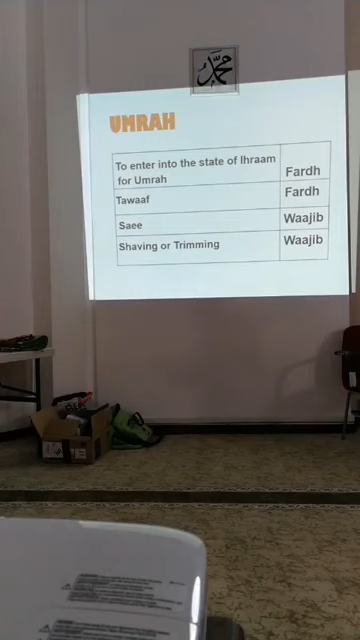 محمد
UMRAH
To enter into the state of Ihraam
for Umrah
Fardh
Tawaaf
Fardh
Saee
Waajib
Shaving or Trimming
Waajib